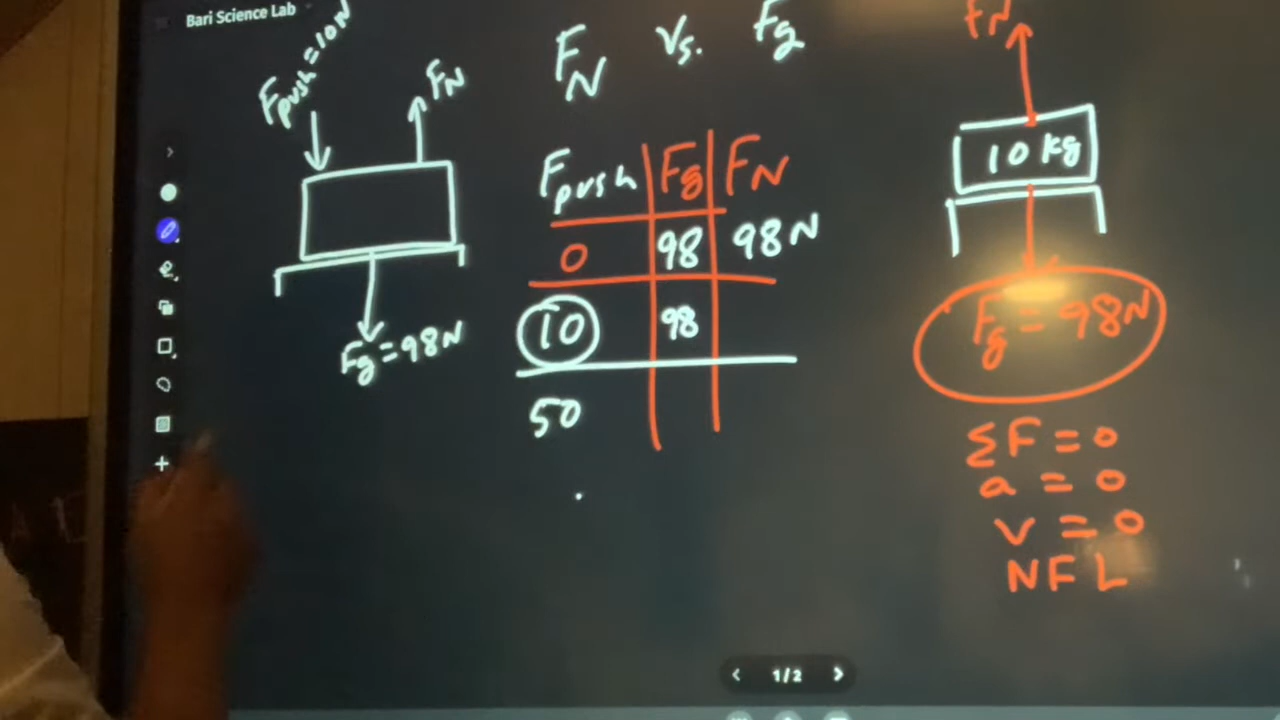 Bari Science Lab
Fpush=10N
FN
Fg=98N
FN vs. Fg
Fpush Fg FN
0 98 98N
10 98
50
FN
10 kg
Fg = 98N
ΣF = 0
a = 0
v = 0
NFL
1/2